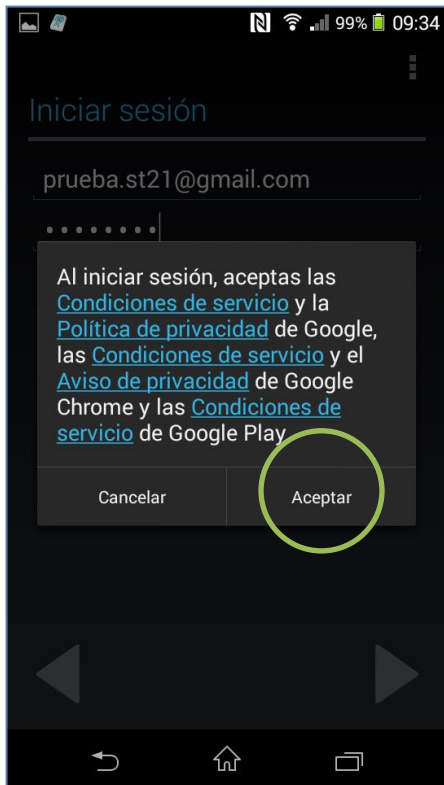 99% 09:34
Iniciar sesión
prueba.st21@gmail.com
Al iniciar sesión, aceptas las
Condiciones de servicio y la
Política de privacidad de Google,
las Condiciones de servicio y el
Aviso de privacidad de Google
Chrome y las Condiciones de
servicio de Google Play
Cancelar Aceptar